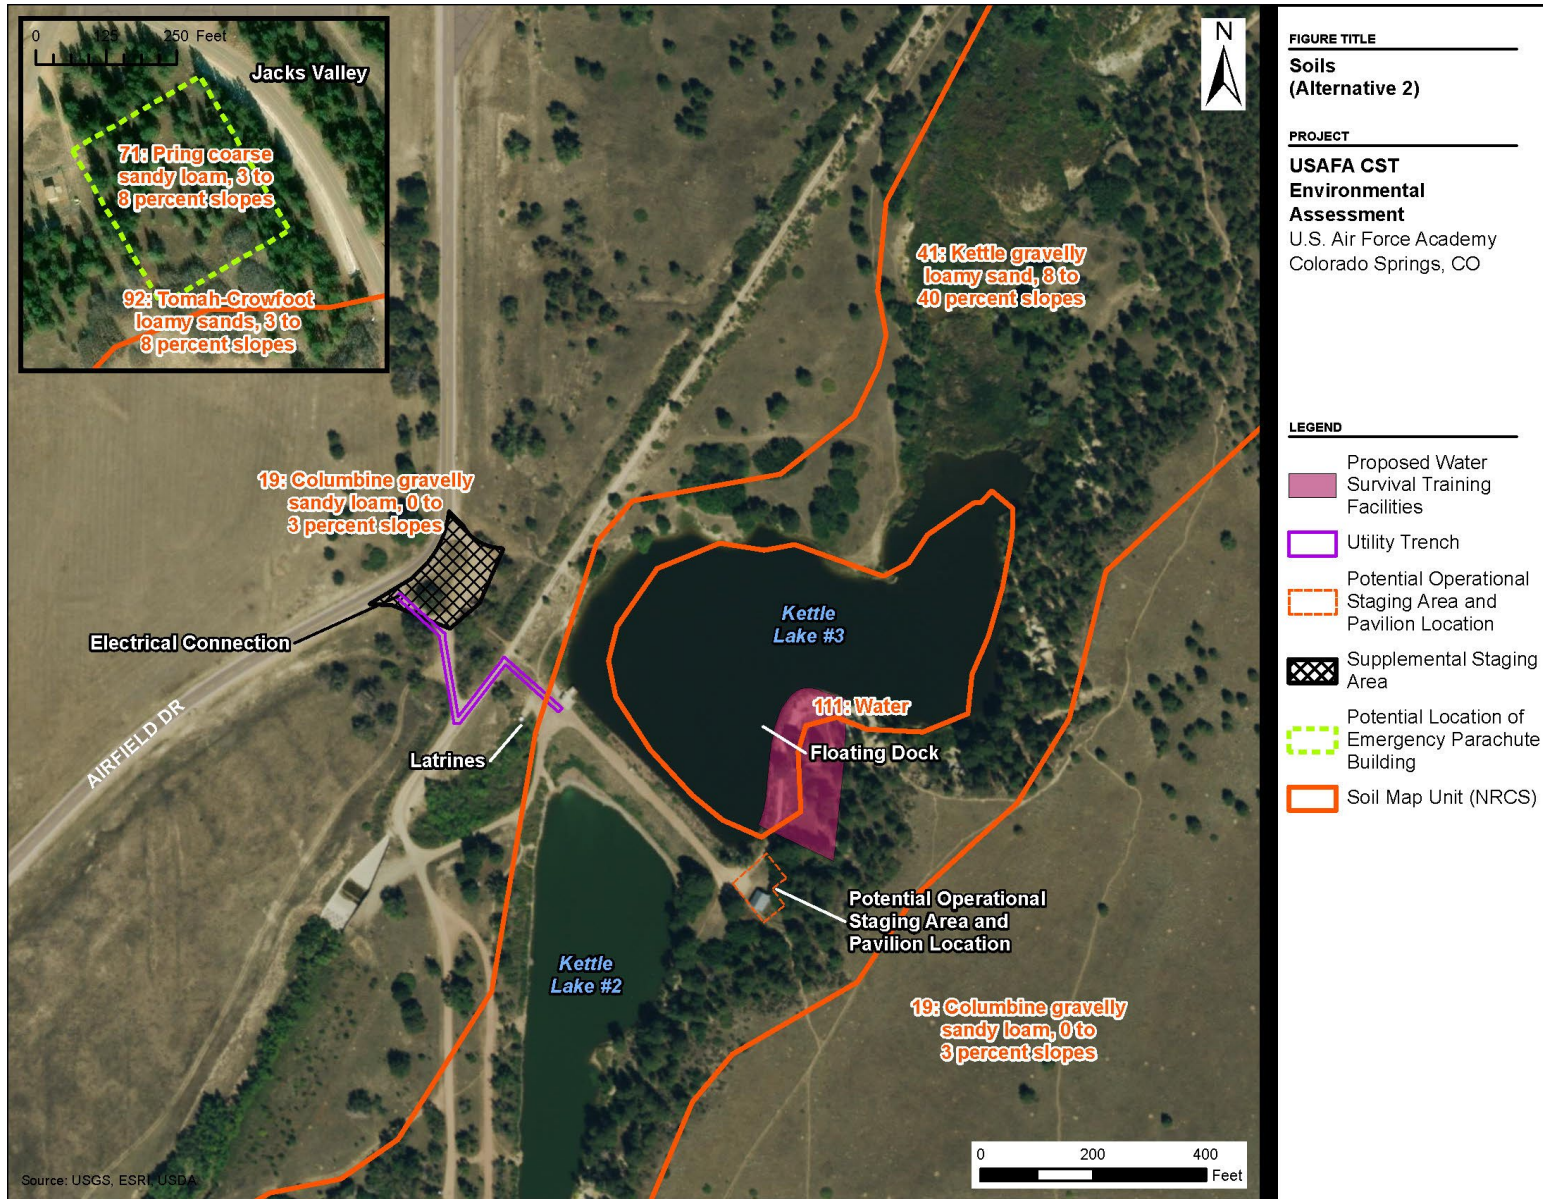 0 125 250 Feet
Jacks Valley
71: Pring coarse
sandy loam, 3 to
8 percent slopes
92: Tomah-Crowfoot
loamy sands, 3 to
8 percent slopes
N
41: Kettle gravelly
loamy sand, 8 to
40 percent slopes
19: Columbine gravelly
sandy loam, 0 to
3 percent slopes
Electrical Connection
AIRFIELD DR
Latrines
Kettle
Lake #3
111: Water
Floating Dock
Potential Operational
Staging Area and
Pavilion Location
Kettle
Lake #2
19: Columbine gravelly
sandy loam, 0 to
3 percent slopes
0 200 400
Feet
Source: USGS, ESRI, USDA
FIGURE TITLE
Soils
(Alternative 2)
PROJECT
USAFA CST
Environmental
Assessment
U.S. Air Force Academy
Colorado Springs, CO
LEGEND
Proposed Water
Survival Training
Facilities
Utility Trench
Potential Operational
Staging Area and
Pavilion Location
Supplemental Staging
Area
Potential Location of
Emergency Parachute
Building
Soil Map Unit (NRCS)